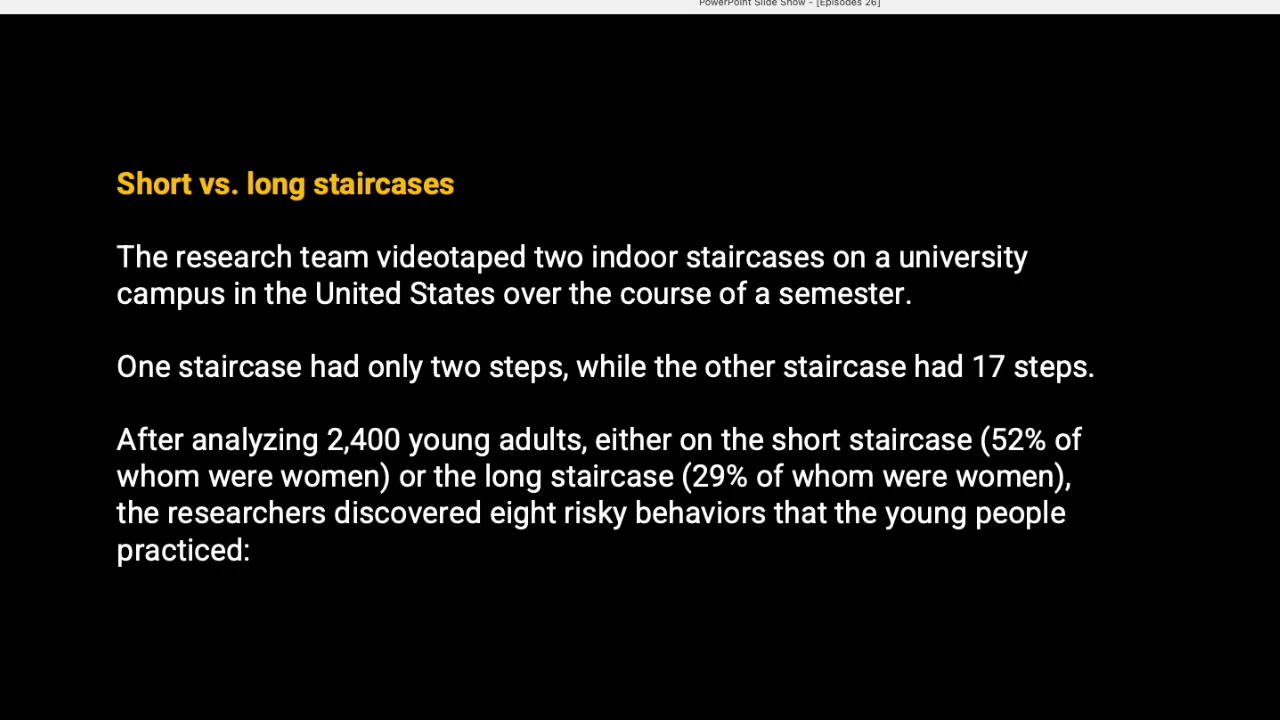 PowerPoint Slide Show - [Episodes 26]
Short vs. long staircases
The research team videotaped two indoor staircases on a university
campus in the United States over the course of a semester.
One staircase had only two steps, while the other staircase had 17 steps.
After analyzing 2,400 young adults, either on the short staircase (52% of
whom were women) or the long staircase (29% of whom were women),
the researchers discovered eight risky behaviors that the young people
practiced: